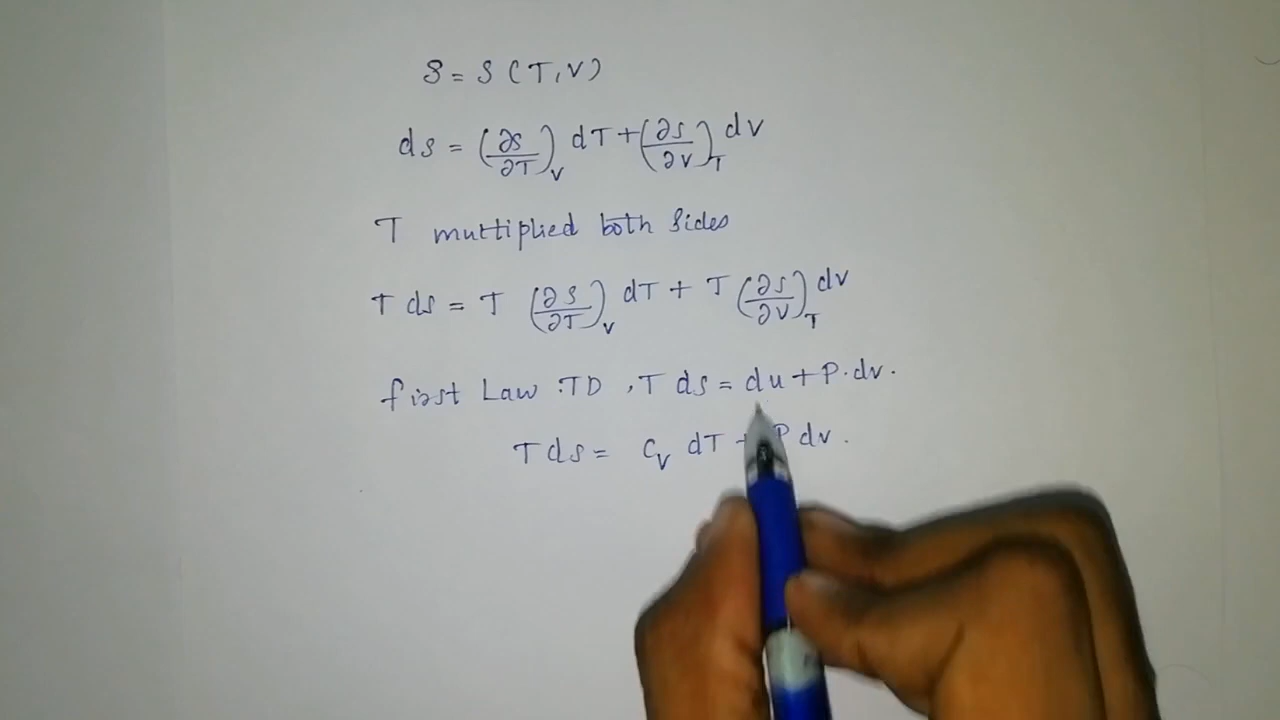 S = S (T, V)
ds = (∂s/∂T)_V dT + (∂s/∂V)_T dV
T multiplied both sides
T ds = T (∂s/∂T)_V dT + T (∂s/∂V)_T dV
first Law :TD , T ds = du + P.dv.
T ds = C_V dT + P dv.